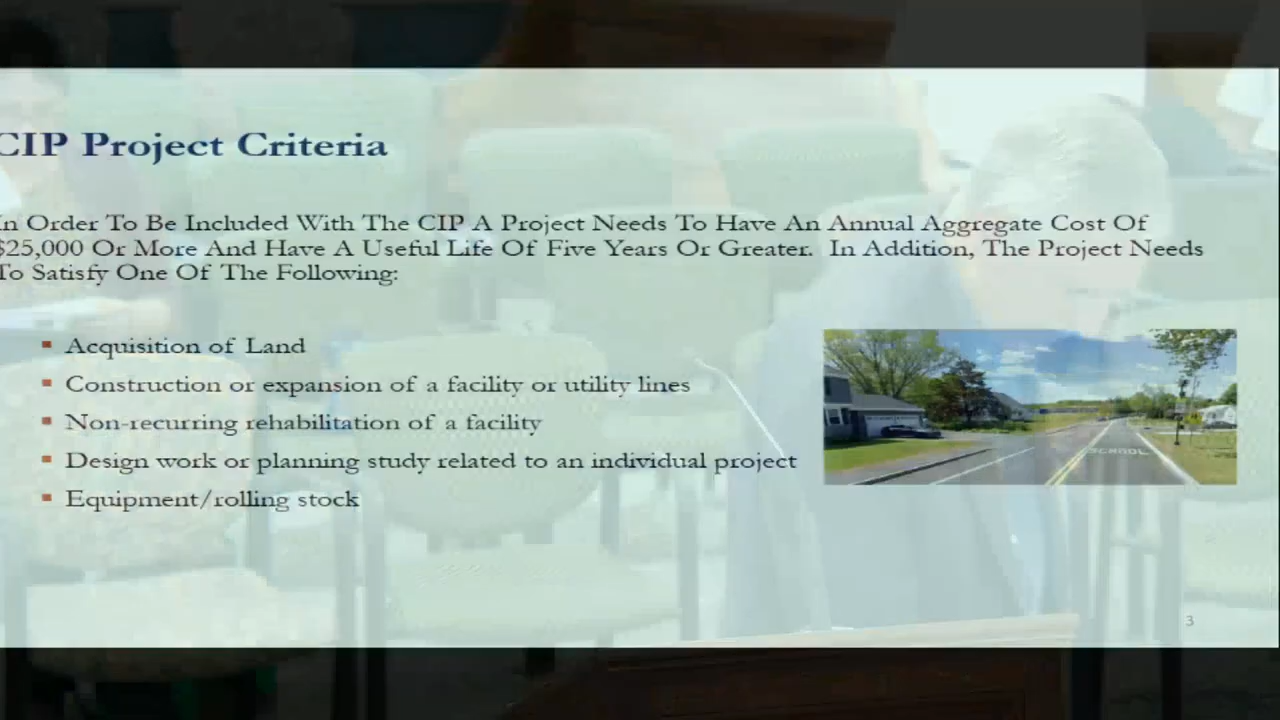 CIP Project Criteria
In Order To Be Included With The CIP A Project Needs To Have An Annual Aggregate Cost Of
$25,000 Or More And Have A Useful Life Of Five Years Or Greater. In Addition, The Project Needs
To Satisfy One Of The Following:
▪ Acquisition of Land
▪ Construction or expansion of a facility or utility lines
▪ Non-recurring rehabilitation of a facility
▪ Design work or planning study related to an individual project
▪ Equipment/rolling stock
SCHOOL
3